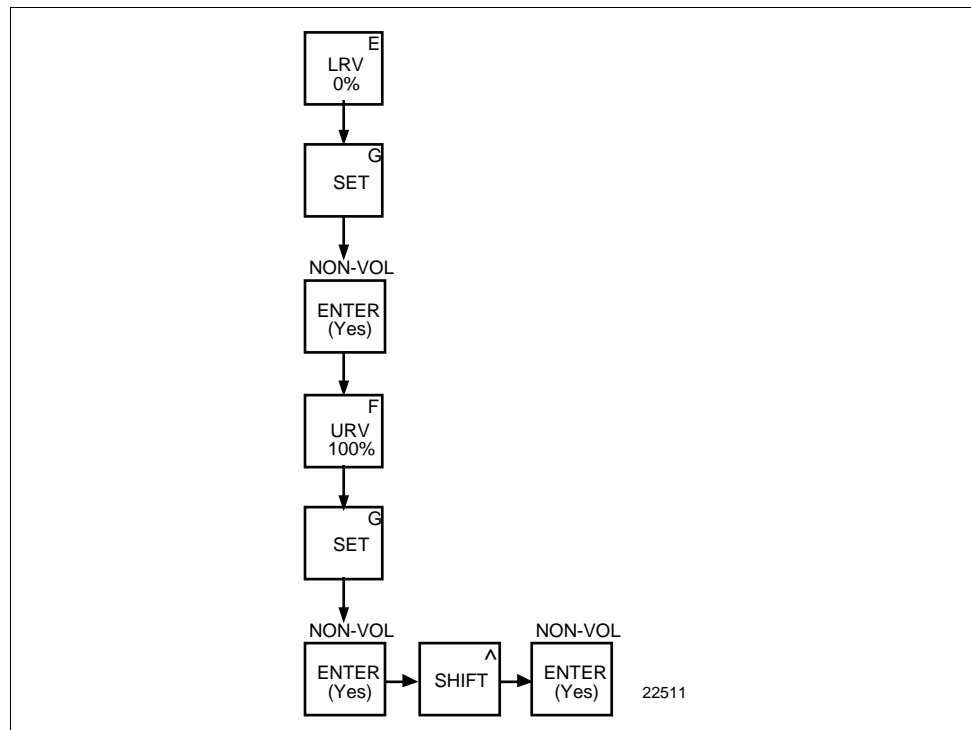 E
LRV
0%
G
SET
NON-VOL
ENTER
(Yes)
F
URV
100%
G
SET
NON-VOL
ENTER
(Yes)
^
SHIFT
NON-VOL
ENTER
(Yes)
22511